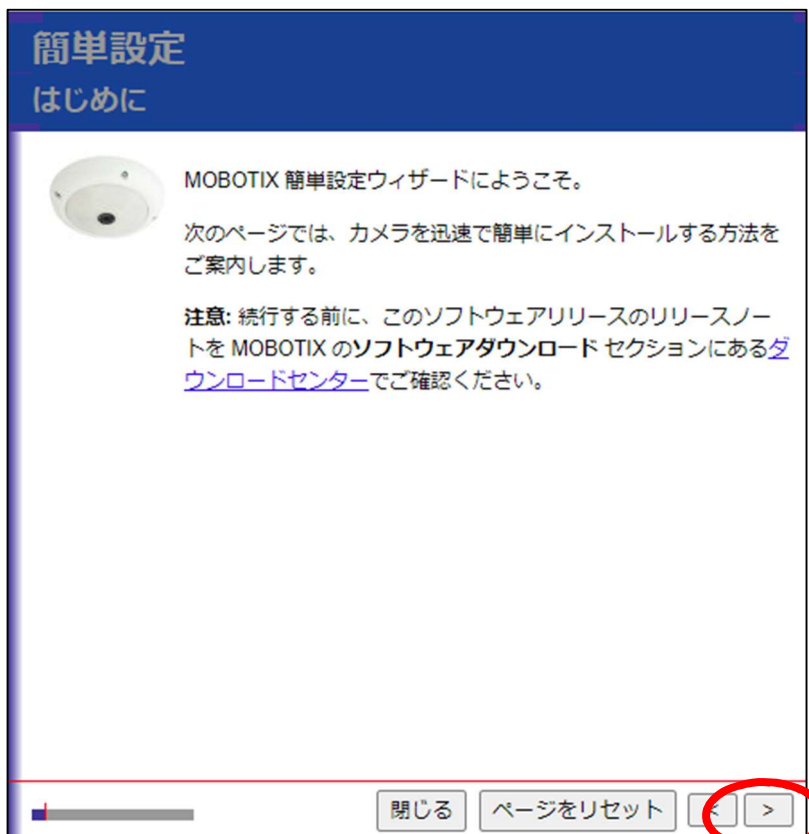 簡単設定
はじめに
MOBOTIX 簡単設定ウィザードにようこそ。
次のページでは、カメラを迅速で簡単にインストールする方法を
ご案内します。
注意: 続行する前に、このソフトウェアリリースのリリースノー
トを MOBOTIX のソフトウェアダウンロード セクションにあるダ
ウンロードセンターでご確認ください。
閉じる ページをリセット < >